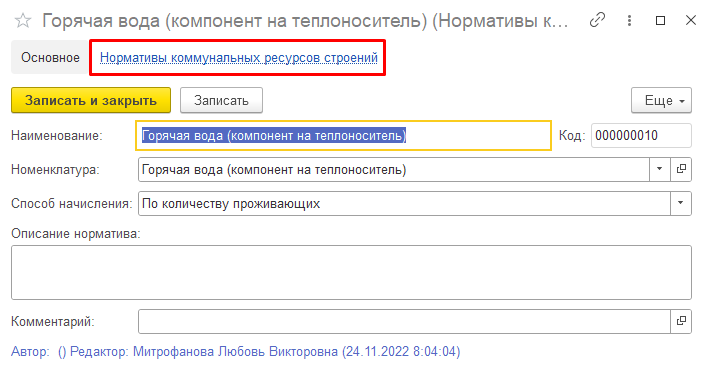 Горячая вода (компонент на теплоноситель) (Нормативы к...
Основное Нормативы коммунальных ресурсов строений
Записать и закрыть Записать Еще
Наименование: Горячая вода (компонент на теплоноситель) Код: 000000010
Номенклатура: Горячая вода (компонент на теплоноситель)
Способ начисления: По количеству проживающих
Описание норматива:
Комментарий:
Автор: () Редактор: Митрофанова Любовь Викторовна (24.11.2022 8:04:04)